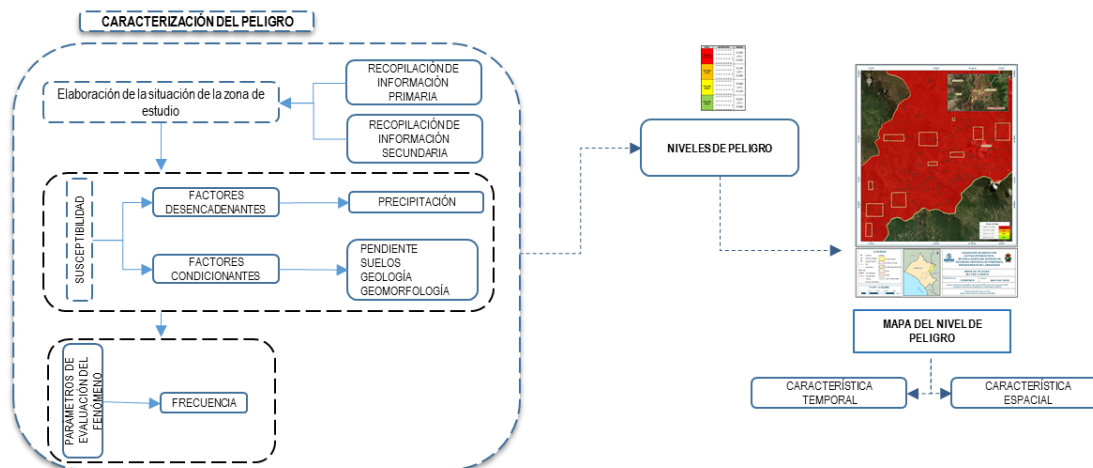 CARACTERIZACIÓN DEL PELIGRO
Elaboración de la situación de la zona de
estudio
RECOPILACIÓN DE
INFORMACIÓN
PRIMARIA
RECOPILACIÓN DE
INFORMACIÓN
SECUNDARIA
SUSCEPTIBILIDAD
FACTORES
DESENCADENANTES
PRECIPITACIÓN
FACTORES
CONDICIONANTES
PENDIENTE
SUELOS
GEOLOGÍA
GEOMORFOLOGÍA
PARAMETROS DE
EVALUACIÓN DEL
FENÓMENO
FRECUENCIA
NIVELES DE PELIGRO
MAPA DEL NIVEL DE
PELIGRO
CARACTERÍSTICA
TEMPORAL
CARACTERÍSTICA
ESPACIAL